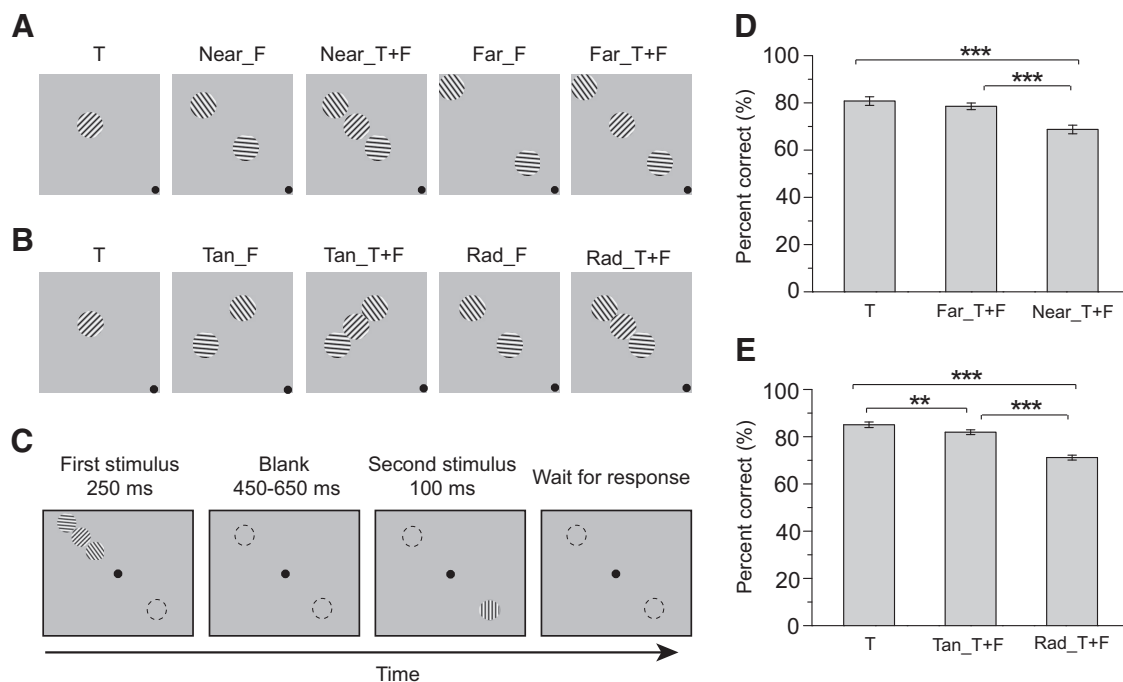 A
T Near_F Near_T+F Far_F Far_T+F
B
T Tan_F Tan_T+F Rad_F Rad_T+F
C
First stimulus
250 ms
Blank
450-650 ms
Second stimulus
100 ms
Wait for response
Time
D
Percent correct (%)
100
80
60
40
20
0
***
***
T Far_T+F Near_T+F
E
Percent correct (%)
100
80
60
40
20
0
***
**
***
T Tan_T+F Rad_T+F